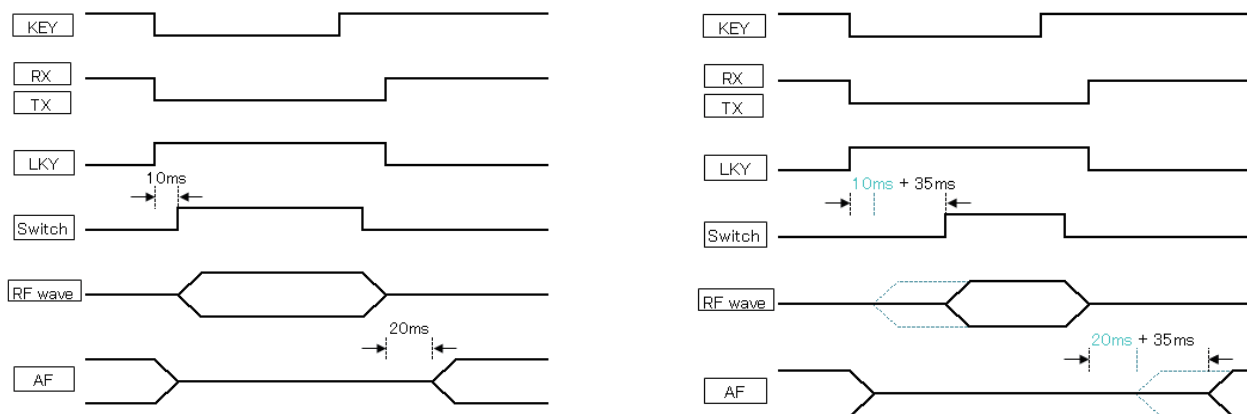 KEY
RX
TX
LKY
10ms
Switch
RF wave
20ms
AF
KEY
RX
TX
LKY
10ms + 35ms
Switch
RF wave
20ms + 35ms
AF